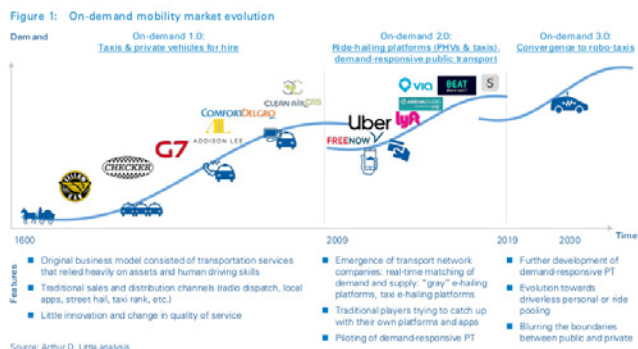 Figure 1: On-demand mobility market evolution
Demand
On-demand 1.0:
Taxis & private vehicles for hire
On-demand 2.0:
Ride-hailing platforms (PHVs & taxis),
demand-responsive public transport
On-demand 3.0:
Convergence to robo-taxis
YELLOW CAB
CHECKER
G7
ADDISON LEE
COMFORTDELGRO
CLEAN AIR CAB
FREENOW
Uber
lyft
via
BEAT
S
Time
1600
2009
2019
2030
Features
Original business model consisted of transportation services
that relied heavily on assets and human driving skills
Traditional sales and distribution channels (radio dispatch, local
apps, street hail, taxi rank, etc.)
Little innovation and change in quality of service
Emergence of transport network
companies: real-time matching of
demand and supply: "gray" e-hailing
platforms, taxi e-hailing platforms
Traditional players trying to catch up
with their own platforms and apps
Piloting of demand-responsive PT
Further development of
demand-responsive PT
Evolution towards
driverless personal or ride
pooling
Blurring the boundaries
between public and private
Source: Arthur D. Little analysis